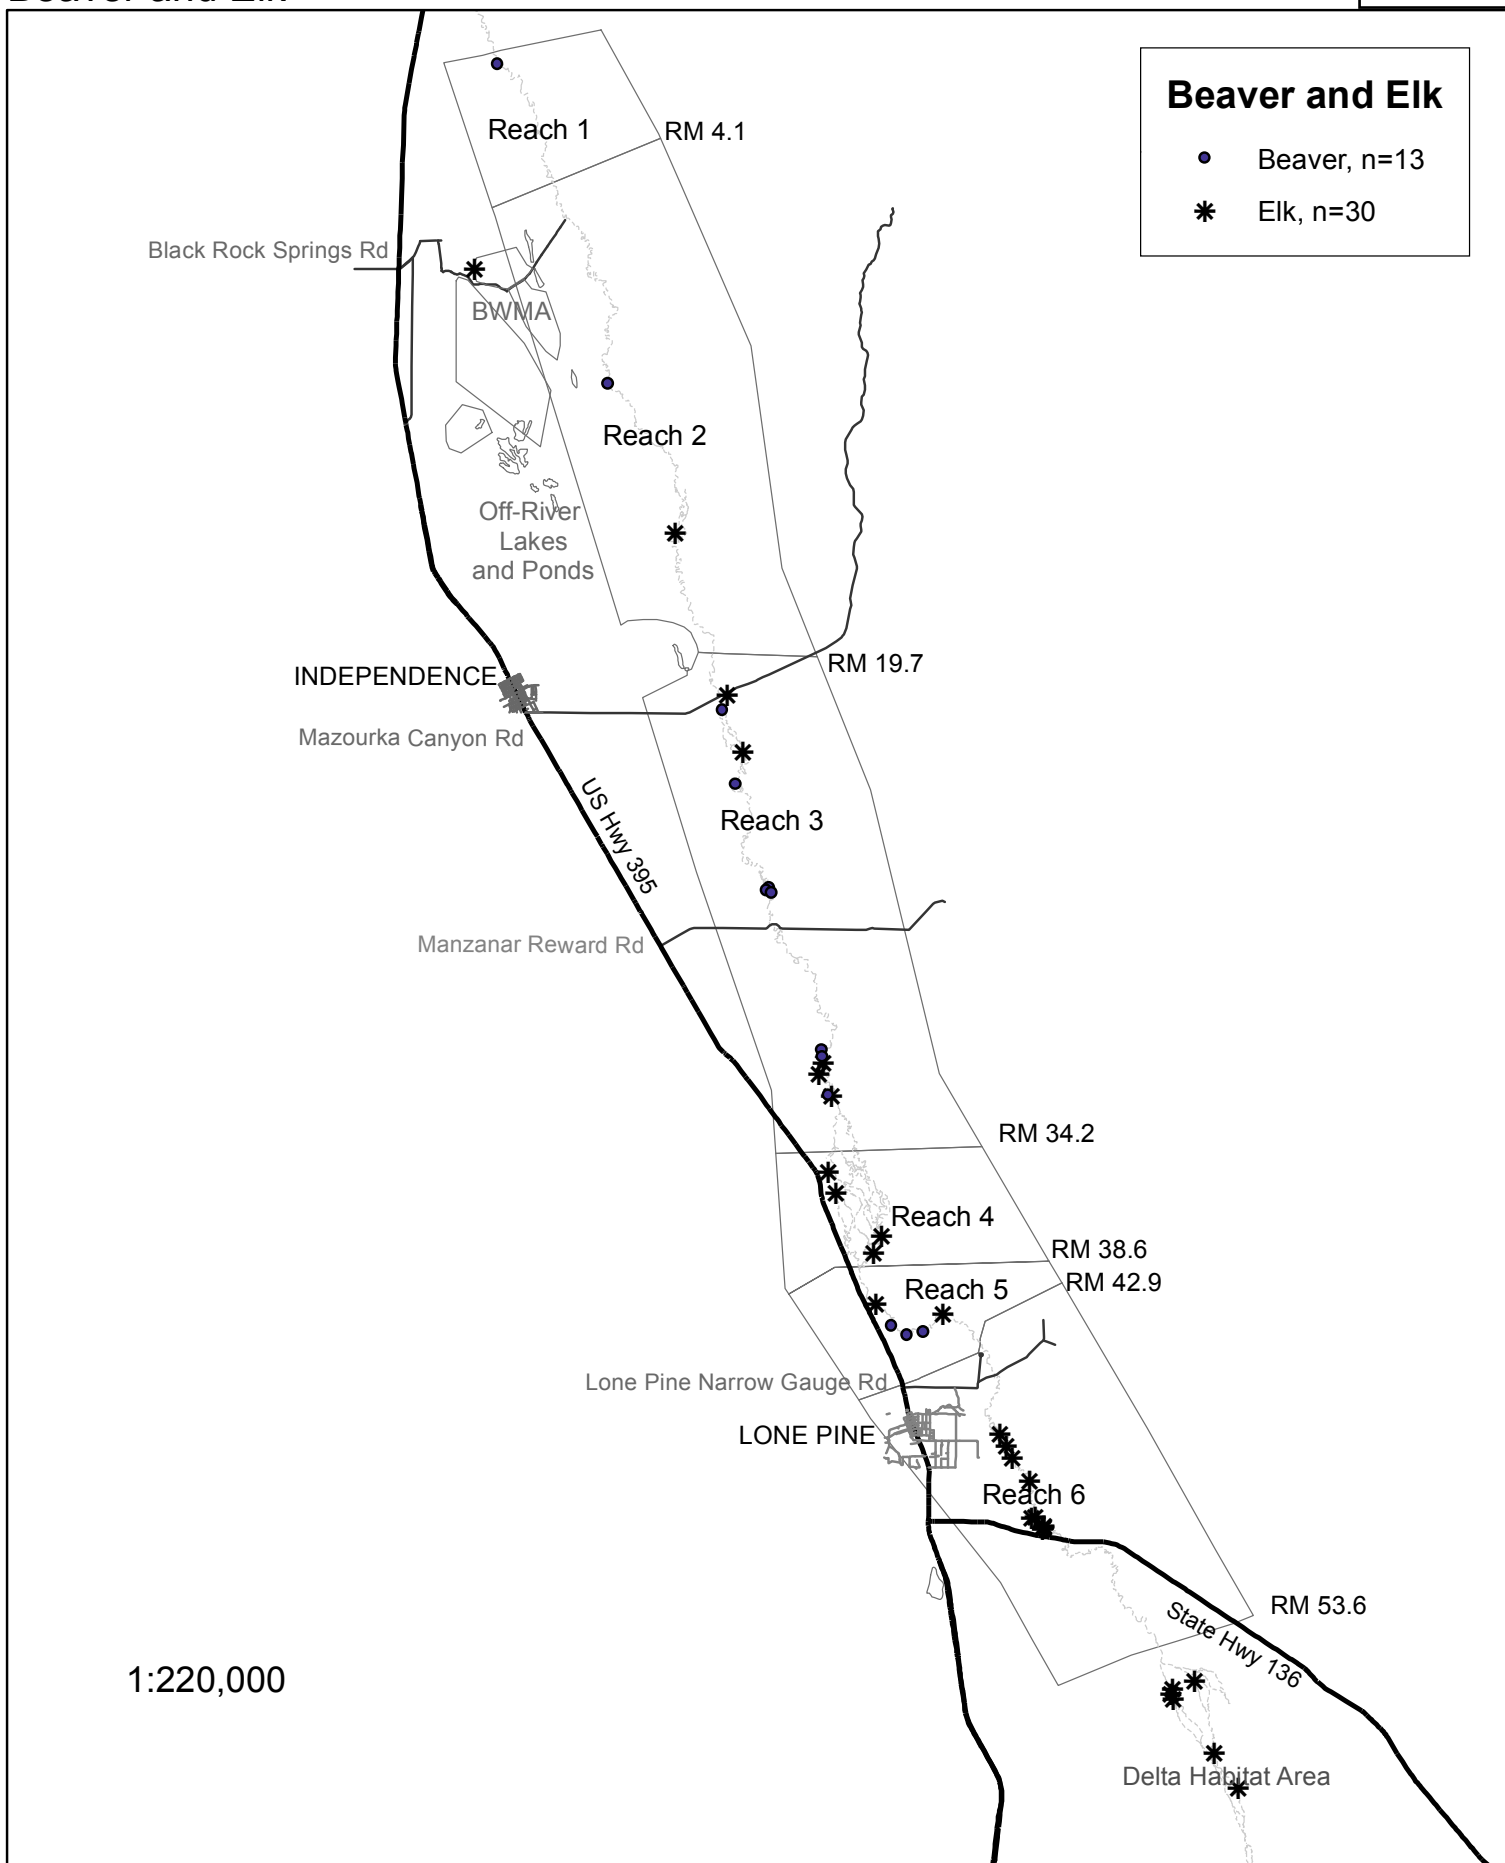 Beaver and Elk
Beaver and Elk
Beaver, n=13
Elk, n=30
Reach 1
RM 4.1
Black Rock Springs Rd
BWMA
Reach 2
Off-River
Lakes
and Ponds
RM 19.7
INDEPENDENCE
Mazourka Canyon Rd
US Hwy 395
Reach 3
Manzanar Reward Rd
RM 34.2
Reach 4
RM 38.6
RM 42.9
Reach 5
Lone Pine Narrow Gauge Rd
LONE PINE
Reach 6
RM 53.6
State Hwy 136
1:220,000
Delta Habitat Area